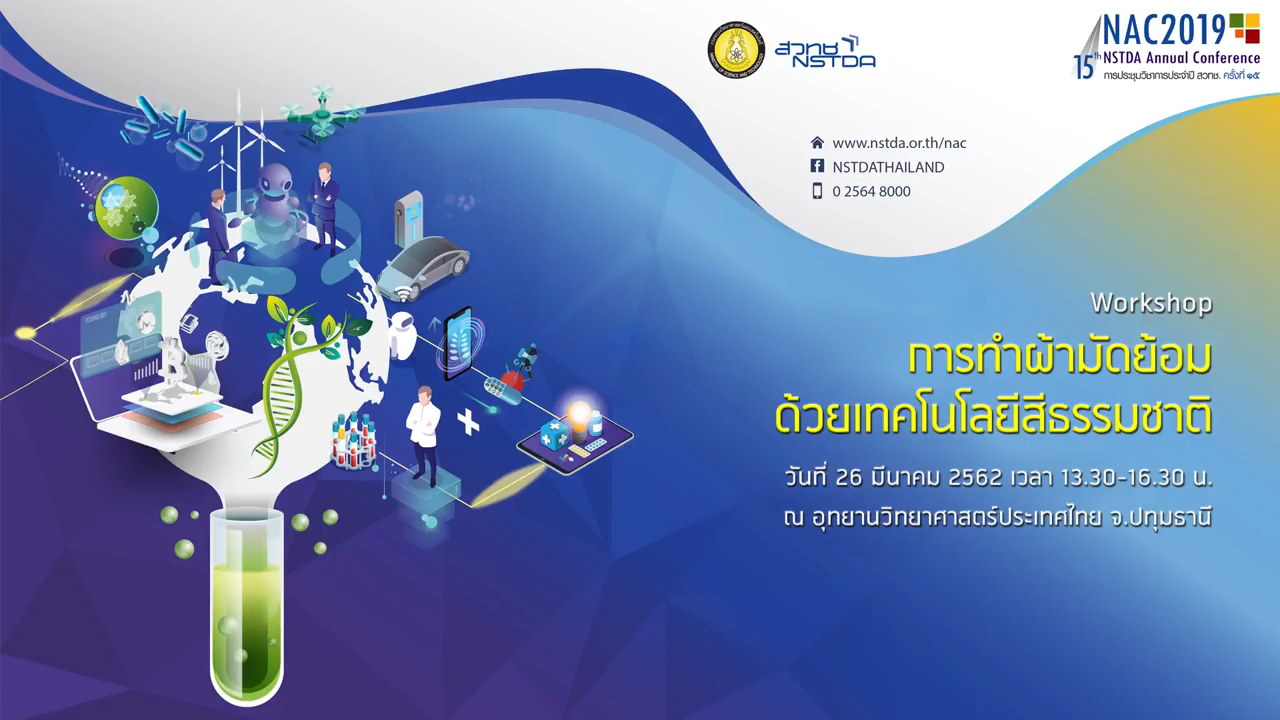 สวทช
NSTDA
NAC2019
15th NSTDA Annual Conference
การประชุมวิชาการประจำปี สวทช. ครั้งที่ ๑๕
www.nstda.or.th/nac
NSTDATHAILAND
0 2564 8000
Workshop
การทำผ้ามัดย้อม
ด้วยเทคโนโลยีสีธรรมชาติ
วันที่ 26 มีนาคม 2562 เวลา 13.30-16.30 น.
ณ อุทยานวิทยาศาสตร์ประเทศไทย จ.ปทุมธานี